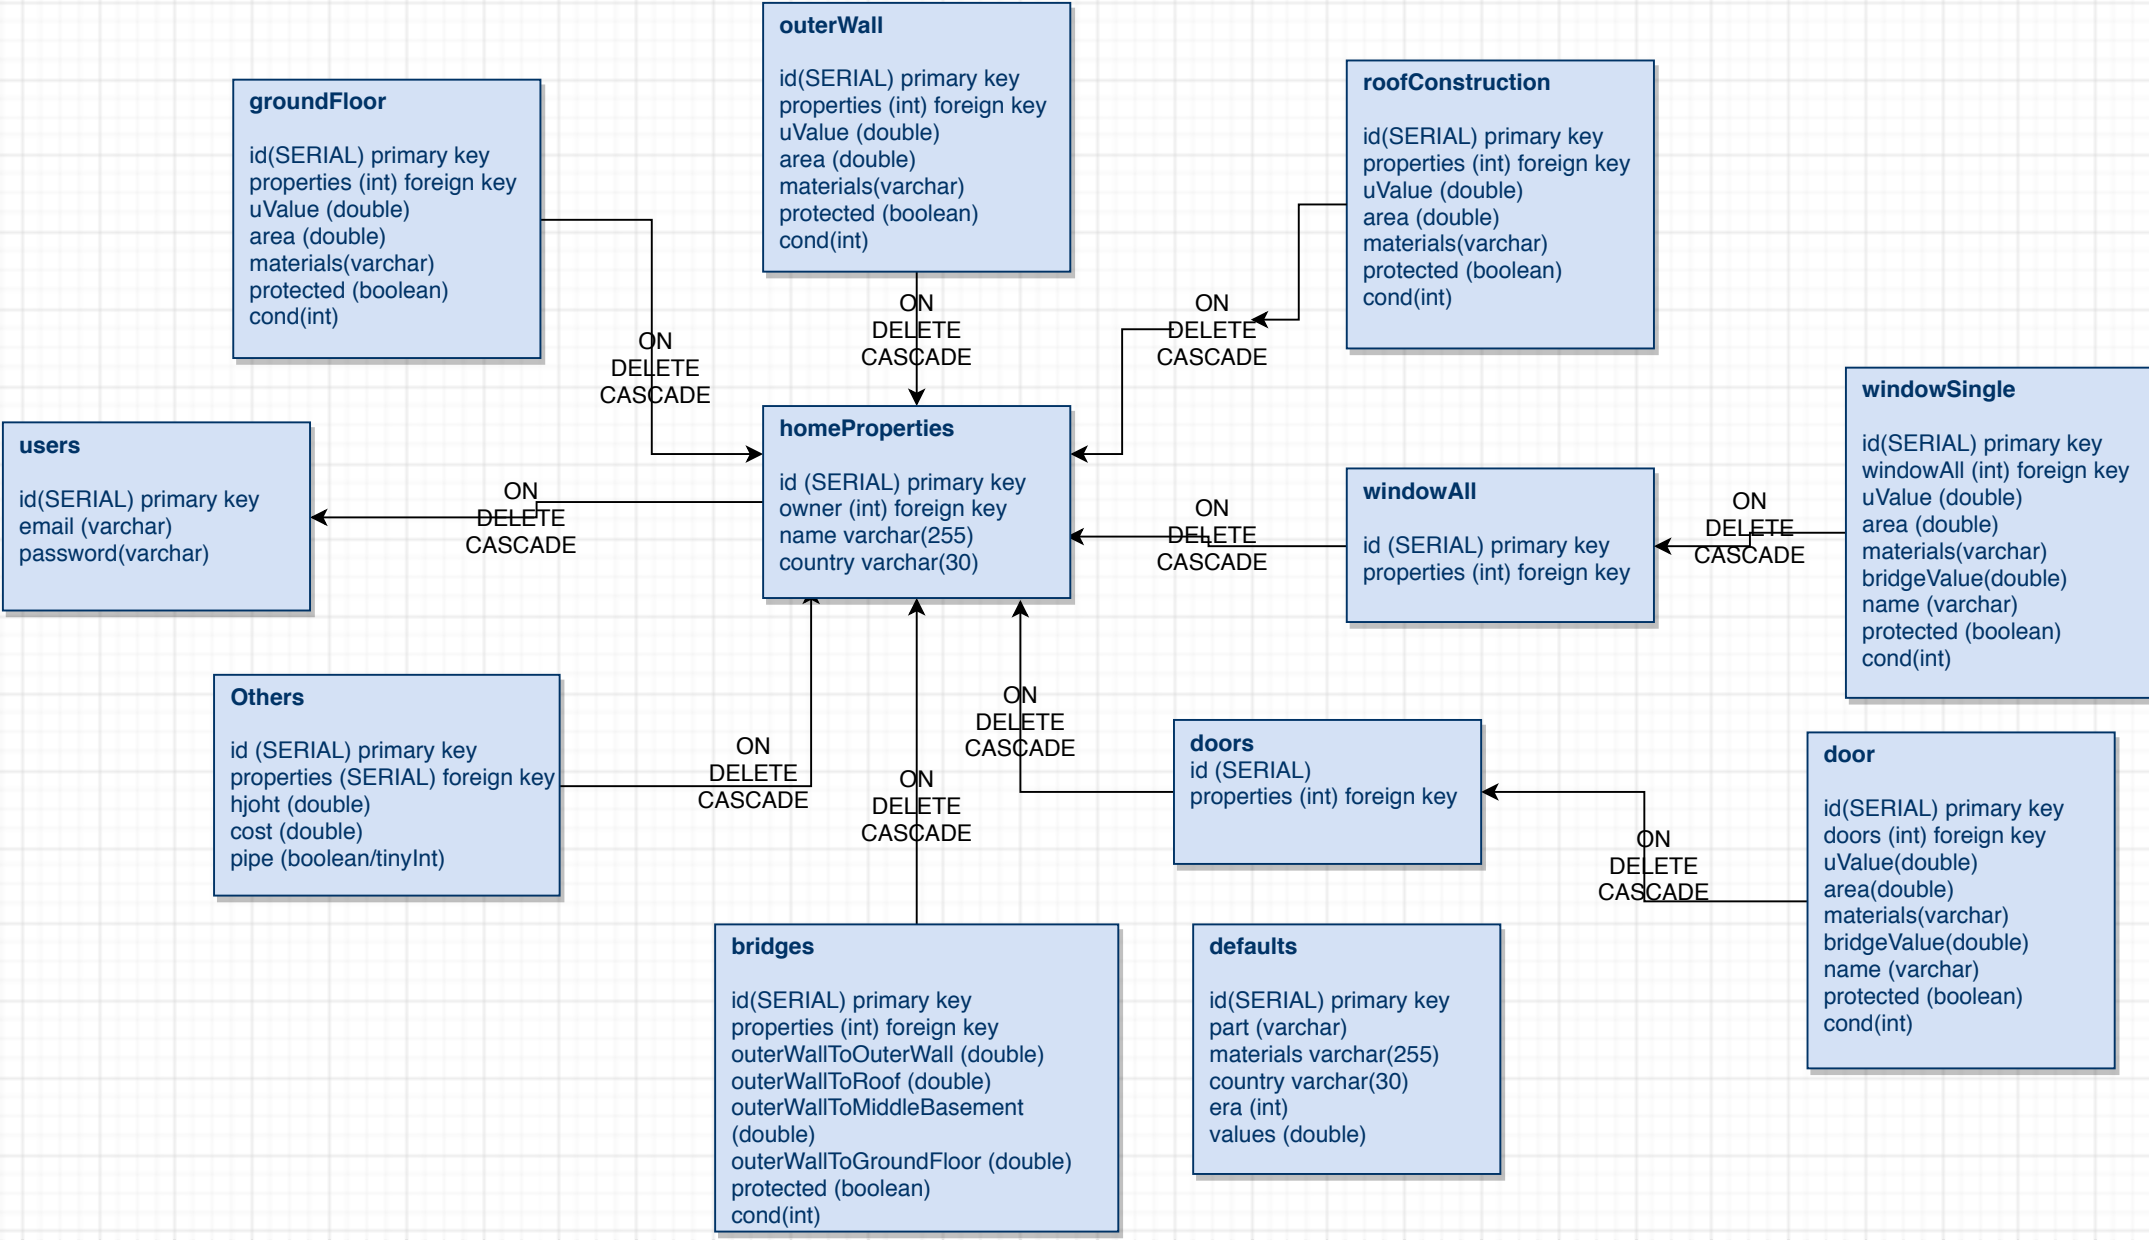 outerWall
id(SERIAL) primary key
properties (int) foreign key
uValue (double)
area (double)
materials(varchar)
protected (boolean)
cond(int)
groundFloor
id(SERIAL) primary key
properties (int) foreign key
uValue (double)
area (double)
materials(varchar)
protected (boolean)
cond(int)
roofConstruction
id(SERIAL) primary key
properties (int) foreign key
uValue (double)
area (double)
materials(varchar)
protected (boolean)
cond(int)
ON
DELETE
CASCADE
ON
DELETE
CASCADE
ON
DELETE
CASCADE
users
id(SERIAL) primary key
email (varchar)
password(varchar)
ON
DELETE
CASCADE
homeProperties
id (SERIAL) primary key
owner (int) foreign key
name varchar(255)
country varchar(30)
ON
DELETE
CASCADE
windowAll
id (SERIAL) primary key
properties (int) foreign key
ON
DELETE
CASCADE
windowSingle
id(SERIAL) primary key
windowAll (int) foreign key
uValue (double)
area (double)
materials(varchar)
bridgeValue(double)
name (varchar)
protected (boolean)
cond(int)
Others
id (SERIAL) primary key
properties (SERIAL) foreign key
hjoht (double)
cost (double)
pipe (boolean/tinyInt)
ON
DELETE
CASCADE
ON
DELETE
CASCADE
ON
DELETE
CASCADE
doors
id (SERIAL)
properties (int) foreign key
ON
DELETE
CASCADE
door
id(SERIAL) primary key
doors (int) foreign key
uValue(double)
area(double)
materials(varchar)
bridgeValue(double)
name (varchar)
protected (boolean)
cond(int)
bridges
id(SERIAL) primary key
properties (int) foreign key
outerWallToOuterWall (double)
outerWallToRoof (double)
outerWallToMiddleBasement
(double)
outerWallToGroundFloor (double)
protected (boolean)
cond(int)
defaults
id(SERIAL) primary key
part (varchar)
materials varchar(255)
country varchar(30)
era (int)
values (double)